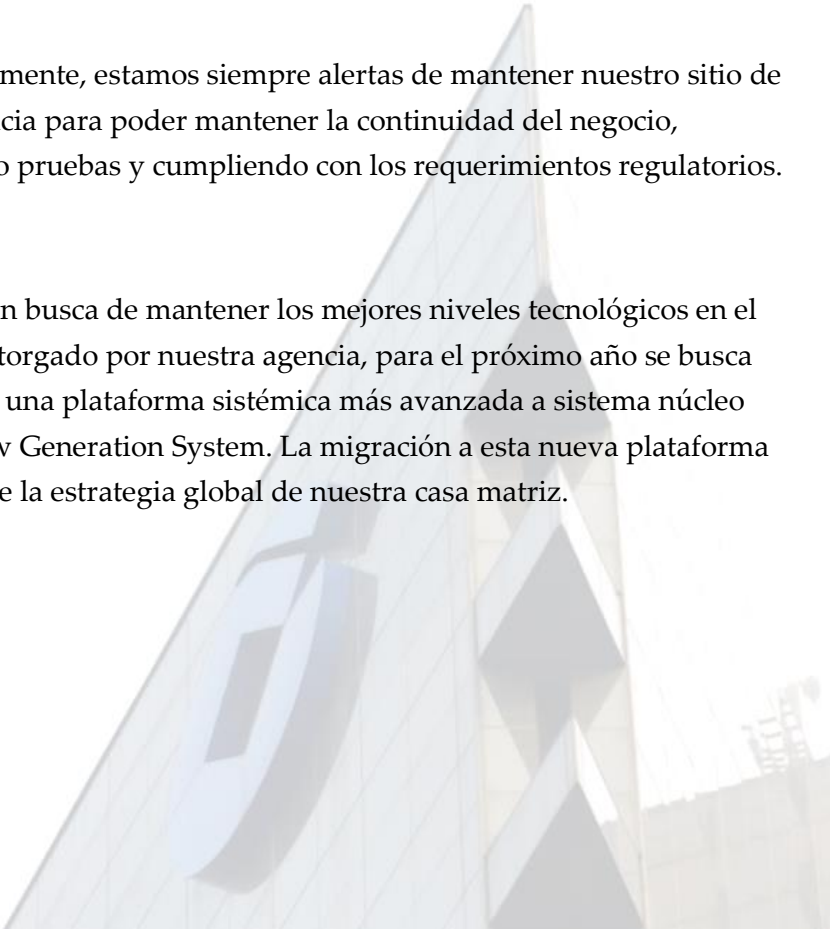 mente, estamos siempre alertas de mantener nuestro sitio de
cia para poder mantener la continuidad del negocio,
o pruebas y cumpliendo con los requerimientos regulatorios.
n busca de mantener los mejores niveles tecnológicos en el
torgado por nuestra agencia, para el próximo año se busca
una plataforma sistémica más avanzada a sistema núcleo
w Generation System. La migración a esta nueva plataforma
e la estrategia global de nuestra casa matriz.